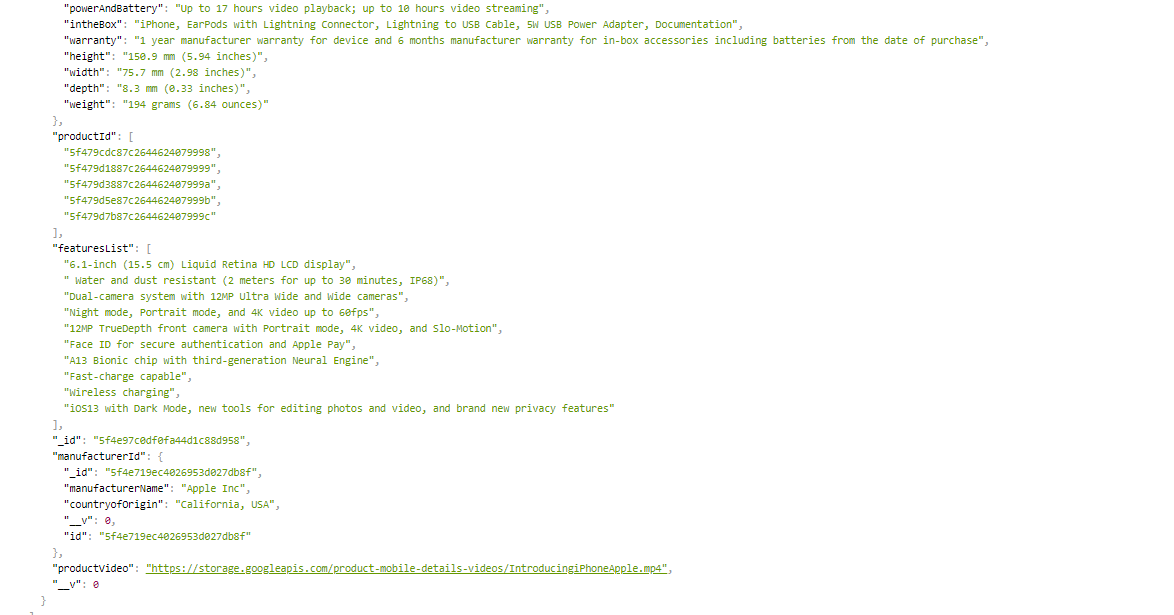 "powerAndBattery": "Up to 17 hours video playback; up to 10 hours video streaming",
"intheBox": "iPhone, EarPods with Lightning Connector, Lightning to USB Cable, 5W USB Power Adapter, Documentation",
"warranty": "1 year manufacturer warranty for device and 6 months manufacturer warranty for in-box accessories including batteries from the date of purchase",
"height": "150.9 mm (5.94 inches)",
"width": "75.7 mm (2.98 inches)",
"depth": "8.3 mm (0.33 inches)",
"weight": "194 grams (6.84 ounces)"
},
"productId": [
"5f479cdc87c2644624079998",
"5f479d1887c2644624079999",
"5f479d3887c264462407999a",
"5f479d5e87c264462407999b",
"5f479d7b87c264462407999c"
],
"featuresList": [
"6.1-inch (15.5 cm) Liquid Retina HD LCD display",
" Water and dust resistant (2 meters for up to 30 minutes, IP68)",
"Dual-camera system with 12MP Ultra Wide and Wide cameras",
"Night mode, Portrait mode, and 4K video up to 60fps",
"12MP TrueDepth front camera with Portrait mode, 4K video, and Slo-Motion",
"Face ID for secure authentication and Apple Pay",
"A13 Bionic chip with third-generation Neural Engine",
"Fast-charge capable",
"Wireless charging",
"iOS13 with Dark Mode, new tools for editing photos and video, and brand new privacy features"
],
"_id": "5f4e97c0df0fa44d1c88d958",
"manufacturerId": {
"_id": "5f4e719ec4026953d027db8f",
"manufacturerName": "Apple Inc",
"countryofOrigin": "California, USA",
"__v": 0,
"id": "5f4e719ec4026953d027db8f"
},
"productVideo": "https://storage.googleapis.com/product-mobile-details-videos/IntroducingiPhoneApple.mp4",
"__v": 0
}